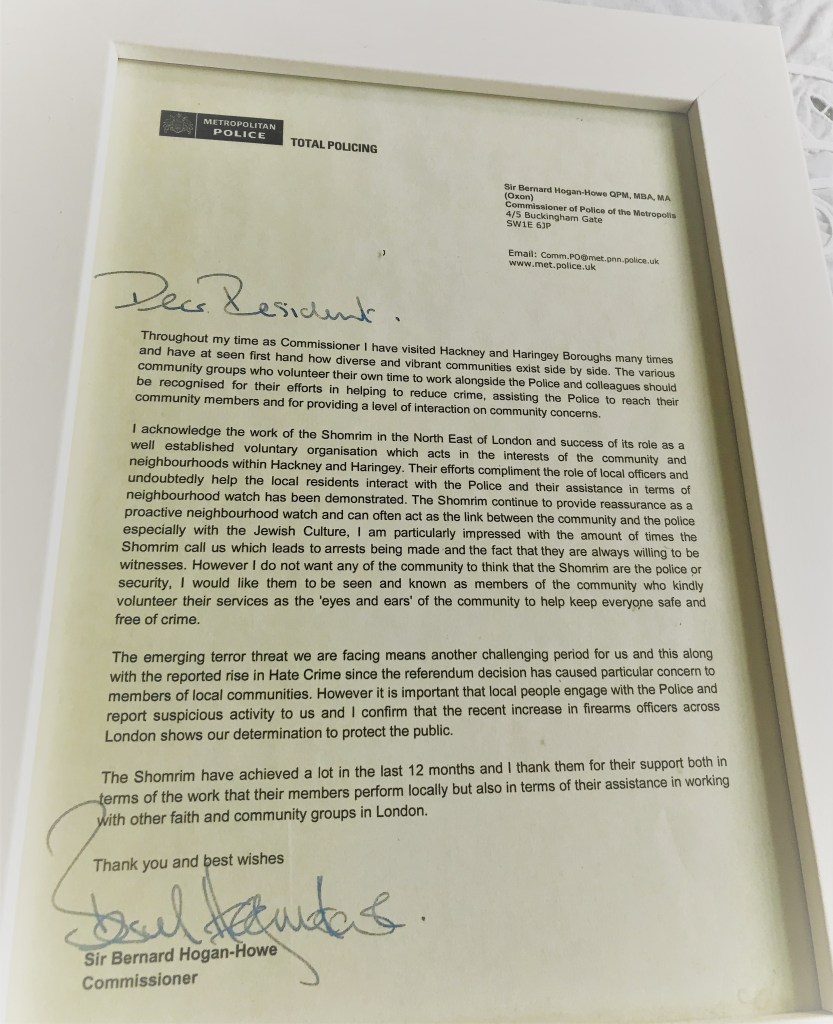 METROPOLITAN
POLICE
TOTAL POLICING
Sir Bernard Hogan-Howe QPM, MBA, MA
(Oxon)
Commissioner of Police of the Metropolis
4/5 Buckingham Gate
SW1E 6JP
Email: Comm.PO@met.pnn.police.uk
www.met.police.uk
Dear Resident.
Throughout my time as Commissioner I have visited Hackney and Haringey Boroughs many times
and have at seen first hand how diverse and vibrant communities exist side by side. The various
community groups who volunteer their own time to work alongside the Police and colleagues should
be recognised for their efforts in helping to reduce crime, assisting the Police to reach their
community members and for providing a level of interaction on community concerns.
I acknowledge the work of the Shomrim in the North East of London and success of its role as a
well established voluntary organisation which acts in the interests of the community and
neighbourhoods within Hackney and Haringey. Their efforts compliment the role of local officers and
undoubtedly help the local residents interact with the Police and their assistance in terms of
neighbourhood watch has been demonstrated. The Shomrim continue to provide reassurance as a
proactive neighbourhood watch and can often act as the link between the community and the police
especially with the Jewish Culture, I am particularly impressed with the amount of times the
Shomrim call us which leads to arrests being made and the fact that they are always willing to be
witnesses. However I do not want any of the community to think that the Shomrim are the police or
security, I would like them to be seen and known as members of the community who kindly
volunteer their services as the 'eyes and ears' of the community to help keep everyone safe and
free of crime.
The emerging terror threat we are facing means another challenging period for us and this along
with the reported rise in Hate Crime since the referendum decision has caused particular concern to
members of local communities. However it is important that local people engage with the Police and
report suspicious activity to us and I confirm that the recent increase in firearms officers across
London shows our determination to protect the public.
The Shomrim have achieved a lot in the last 12 months and I thank them for their support both in
terms of the work that their members perform locally but also in terms of their assistance in working
with other faith and community groups in London.
Thank you and best wishes
Sir Bernard Hogan-Howe
Commissioner